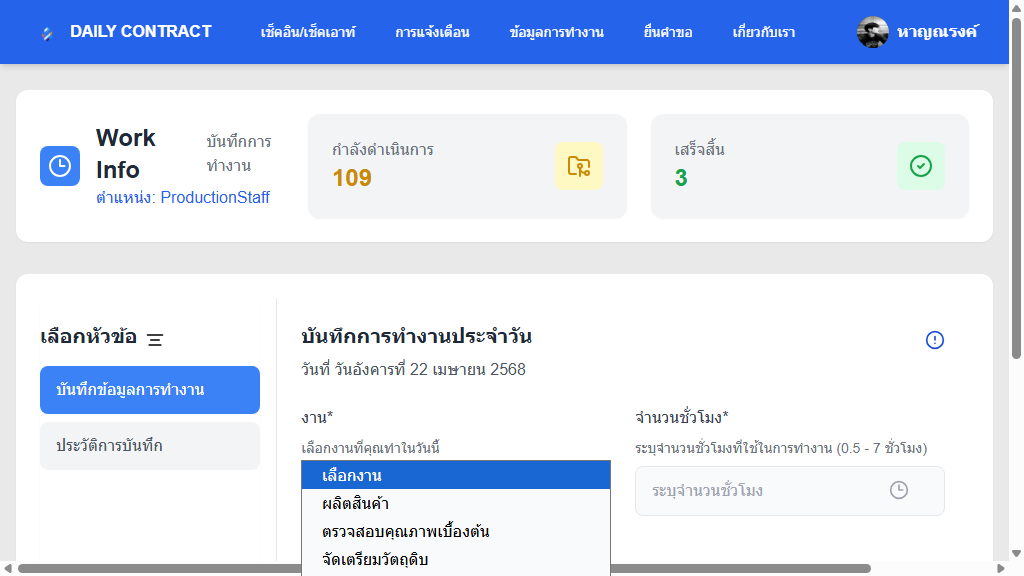 DAILY CONTRACT
เช็คอิน/เช็คเอาท์
การแจ้งเตือน
ข้อมูลการทำงาน
ยื่นคำขอ
เกี่ยวกับเรา
หาญณรงค์
Work Info
บันทึกการทำงาน
ตำแหน่ง: ProductionStaff
กำลังดำเนินการ
109
เสร็จสิ้น
3
เลือกหัวข้อ
บันทึกข้อมูลการทำงาน
ประวัติการบันทึก
บันทึกการทำงานประจำวัน
วันที่ วันอังคารที่ 22 เมษายน 2568
งาน*
เลือกงานที่คุณทำในวันนี้
เลือกงาน
ผลิตสินค้า
ตรวจสอบคุณภาพเบื้องต้น
จัดเตรียมวัตถุดิบ
จำนวนชั่วโมง*
ระบุจำนวนชั่วโมงที่ใช้ในการทำงาน (0.5 - 7 ชั่วโมง)
ระบุจำนวนชั่วโมง